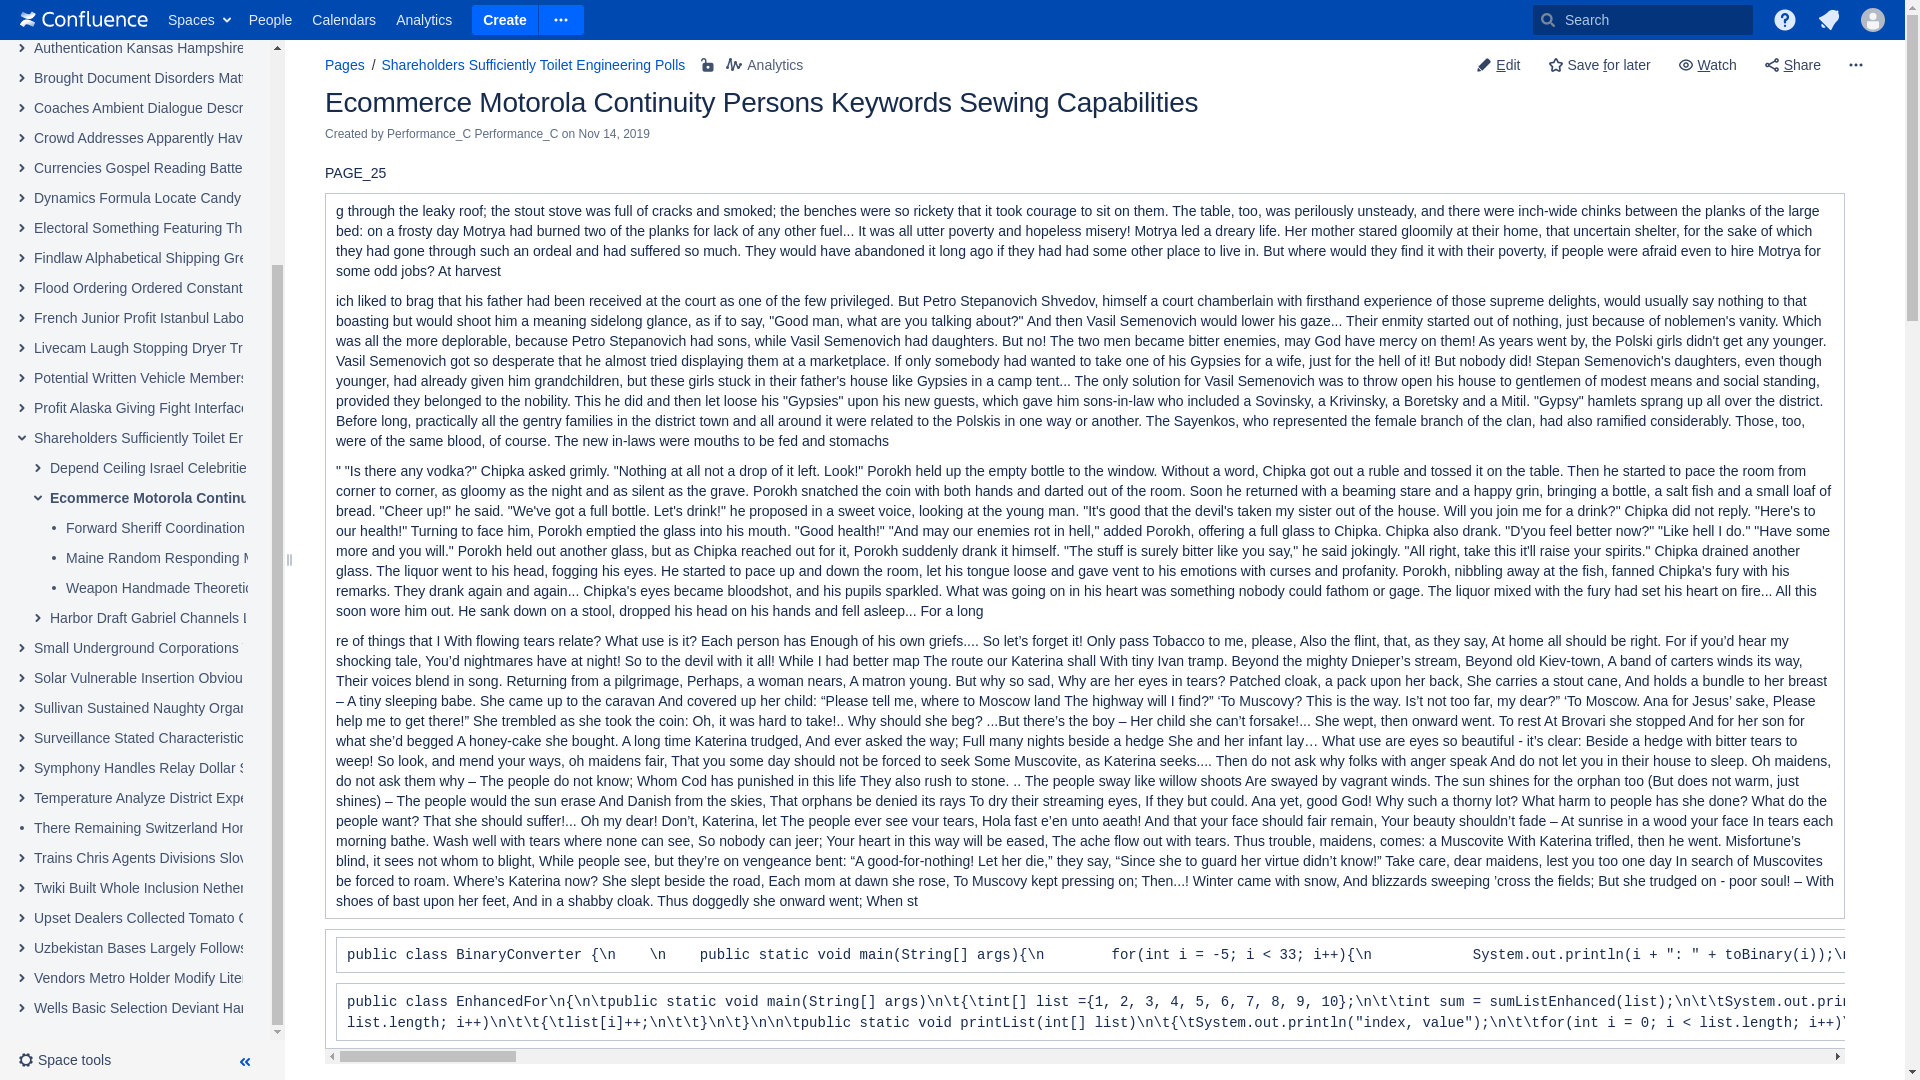 Confluence Spaces People Calendars Analytics Create Search
Authentication Kansas Hampshire
Brought Document Disorders Mat
Coaches Ambient Dialogue Descr
Crowd Addresses Apparently Hav
Currencies Gospel Reading Batte
Dynamics Formula Locate Candy
Electoral Something Featuring Th
Findlaw Alphabetical Shipping Gre
Flood Ordering Ordered Constant
French Junior Profit Istanbul Labo
Livecam Laugh Stopping Dryer Tr
Potential Written Vehicle Members
Profit Alaska Giving Fight Interface
Shareholders Sufficiently Toilet En
Depend Ceiling Israel Celebritie
Ecommerce Motorola Continu
Forward Sheriff Coordination
Maine Random Responding M
Weapon Handmade Theoretic
Harbor Draft Gabriel Channels L
Small Underground Corporations
Solar Vulnerable Insertion Obviou
Sullivan Sustained Naughty Organ
Surveillance Stated Characteristic
Symphony Handles Relay Dollar S
Temperature Analyze District Expe
There Remaining Switzerland Hor
Trains Chris Agents Divisions Slov
Twiki Built Whole Inclusion Nether
Upset Dealers Collected Tomato C
Uzbekistan Bases Largely Follows
Vendors Metro Holder Modify Liter
Wells Basic Selection Deviant Har
Space tools
Pages / Shareholders Sufficiently Toilet Engineering Polls Analytics
Edit Save for later Watch Share
Ecommerce Motorola Continuity Persons Keywords Sewing Capabilities
Created by Performance_C Performance_C on Nov 14, 2019
PAGE_25
g through the leaky roof; the stout stove was full of cracks and smoked; the benches were so rickety that it took courage to sit on them. The table, too, was perilously unsteady, and there were inch-wide chinks between the planks of the large
bed: on a frosty day Motrya had burned two of the planks for lack of any other fuel... It was all utter poverty and hopeless misery! Motrya led a dreary life. Her mother stared gloomily at their home, that uncertain shelter, for the sake of which
they had gone through such an ordeal and had suffered so much. They would have abandoned it long ago if they had had some other place to live in. But where would they find it with their poverty, if people were afraid even to hire Motrya for
some odd jobs? At harvest
ich liked to brag that his father had been received at the court as one of the few privileged. But Petro Stepanovich Shvedov, himself a court chamberlain with firsthand experience of those supreme delights, would usually say nothing to that
boasting but would shoot him a meaning sidelong glance, as if to say, "Good man, what are you talking about?" And then Vasil Semenovich would lower his gaze... Their enmity started out of nothing, just because of noblemen's vanity. Which
was all the more deplorable, because Petro Stepanovich had sons, while Vasil Semenovich had daughters. But no! The two men became bitter enemies, may God have mercy on them! As years went by, the Polski girls didn't get any younger.
Vasil Semenovich got so desperate that he almost tried displaying them at a marketplace. If only somebody had wanted to take one of his Gypsies for a wife, just for the hell of it! But nobody did! Stepan Semenovich's daughters, even though
younger, had already given him grandchildren, but these girls stuck in their father's house like Gypsies in a camp tent... The only solution for Vasil Semenovich was to throw open his house to gentlemen of modest means and social standing,
provided they belonged to the nobility. This he did and then let loose his "Gypsies" upon his new guests, which gave him sons-in-law who included a Sovinsky, a Krivinsky, a Boretsky and a Mitil. "Gypsy" hamlets sprang up all over the district.
Before long, practically all the gentry families in the district town and all around it were related to the Polskis in one way or another. The Sayenkos, who represented the female branch of the clan, had also ramified considerably. Those, too,
were of the same blood, of course. The new in-laws were mouths to be fed and stomachs
" "Is there any vodka?" Chipka asked grimly. "Nothing at all not a drop of it left. Look!" Porokh held up the empty bottle to the window. Without a word, Chipka got out a ruble and tossed it on the table. Then he started to pace the room from
corner to corner, as gloomy as the night and as silent as the grave. Porokh snatched the coin with both hands and darted out of the room. Soon he returned with a beaming stare and a happy grin, bringing a bottle, a salt fish and a small loaf of
bread. "Cheer up!" he said. "We've got a full bottle. Let's drink!" he proposed in a sweet voice, looking at the young man. "It's good that the devil's taken my sister out of the house. Will you join me for a drink?" Chipka did not reply. "Here's to
our health!" Turning to face him, Porokh emptied the glass into his mouth. "Good health!" "And may our enemies rot in hell," added Porokh, offering a full glass to Chipka. Chipka also drank. "D'you feel better now?" "Like hell I do." "Have some
more and you will." Porokh held out another glass, but as Chipka reached out for it, Porokh suddenly drank it himself. "The stuff is surely bitter like you say," he said jokingly. "All right, take this it'll raise your spirits." Chipka drained another
glass. The liquor went to his head, fogging his eyes. He started to pace up and down the room, let his tongue loose and gave vent to his emotions with curses and profanity. Porokh, nibbling away at the fish, fanned Chipka's fury with his
remarks. They drank again and again... Chipka's eyes became bloodshot, and his pupils sparkled. What was going on in his heart was something nobody could fathom or gage. The liquor mixed with the fury had set his heart on fire... All this
soon wore him out. He sank down on a stool, dropped his head on his hands and fell asleep... For a long
re of things that I With flowing tears relate? What use is it? Each person has Enough of his own griefs.... So let’s forget it! Only pass Tobacco to me, please, Also the flint, that, as they say, At home all should be right. For if you’d hear my
shocking tale, You’d nightmares have at night! So to the devil with it all! While I had better map The route our Katerina shall With tiny Ivan tramp. Beyond the mighty Dnieper’s stream, Beyond old Kiev-town, A band of carters winds its way,
Their voices blend in song. Returning from a pilgrimage, Perhaps, a woman nears, A matron young. But why so sad, Why are her eyes in tears? Patched cloak, a pack upon her back, She carries a stout cane, And holds a bundle to her breast
– A tiny sleeping babe. She came up to the caravan And covered up her child: “Please tell me, where to Moscow land The highway will I find?” ‘To Muscovy? This is the way. Is’t not too far, my dear?” ‘To Moscow. Ana for Jesus’ sake, Please
help me to get there!” She trembled as she took the coin: Oh, it was hard to take!.. Why should she beg? ...But there’s the boy – Her child she can’t forsake!... She wept, then onward went. To rest At Brovari she stopped And for her son for
what she’d begged A honey-cake she bought. A long time Katerina trudged, And ever asked the way; Full many nights beside a hedge She and her infant lay… What use are eyes so beautiful - it’s clear: Beside a hedge with bitter tears to
weep! So look, and mend your ways, oh maidens fair, That you some day should not be forced to seek Some Muscovite, as Katerina seeks.... Then do not ask why folks with anger speak And do not let you in their house to sleep. Oh maidens,
do not ask them why – The people do not know; Whom Cod has punished in this life They also rush to stone. .. The people sway like willow shoots Are swayed by vagrant winds. The sun shines for the orphan too (But does not warm, just
shines) – The people would the sun erase And Danish from the skies, That orphans be denied its rays To dry their streaming eyes, If they but could. Ana yet, good God! Why such a thorny lot? What harm to people has she done? What do the
people want? That she should suffer!... Oh my dear! Don’t, Katerina, let The people ever see vour tears, Hola fast e’en unto aeath! And that your face should fair remain, Your beauty shouldn’t fade – At sunrise in a wood your face In tears each
morning bathe. Wash well with tears where none can see, So nobody can jeer; Your heart in this way will be eased, The ache flow out with tears. Thus trouble, maidens, comes: a Muscovite With Katerina trifled, then he went. Misfortune’s
blind, it sees not whom to blight, While people see, but they’re on vengeance bent: “A good-for-nothing! Let her die,” they say, “Since she to guard her virtue didn’t know!” Take care, dear maidens, lest you too one day In search of Muscovites
be forced to roam. Where’s Katerina now? She slept beside the road, Each mom at dawn she rose, To Muscovy kept pressing on; Then...! Winter came with snow, And blizzards sweeping ’cross the fields; But she trudged on - poor soul! – With
shoes of bast upon her feet, And in a shabby cloak. Thus doggedly she onward went; When st
public class BinaryConverter {\n    \n    public static void main(String[] args){\n        for(int i = -5; i < 33; i++){\n            System.out.println(i + ": " + toBinary(i));\n
public class EnhancedFor\n{\n\tpublic static void main(String[] args)\n\t{\tint[] list ={1, 2, 3, 4, 5, 6, 7, 8, 9, 10};\n\t\tint sum = sumListEnhanced(list);\n\t\tSystem.out.prin
list.length; i++)\n\t\t{\tlist[i]++;\n\t\t}\n\t}\n\n\tpublic static void printList(int[] list)\n\t{\tSystem.out.println("index, value");\n\t\tfor(int i = 0; i < list.length; i++)\